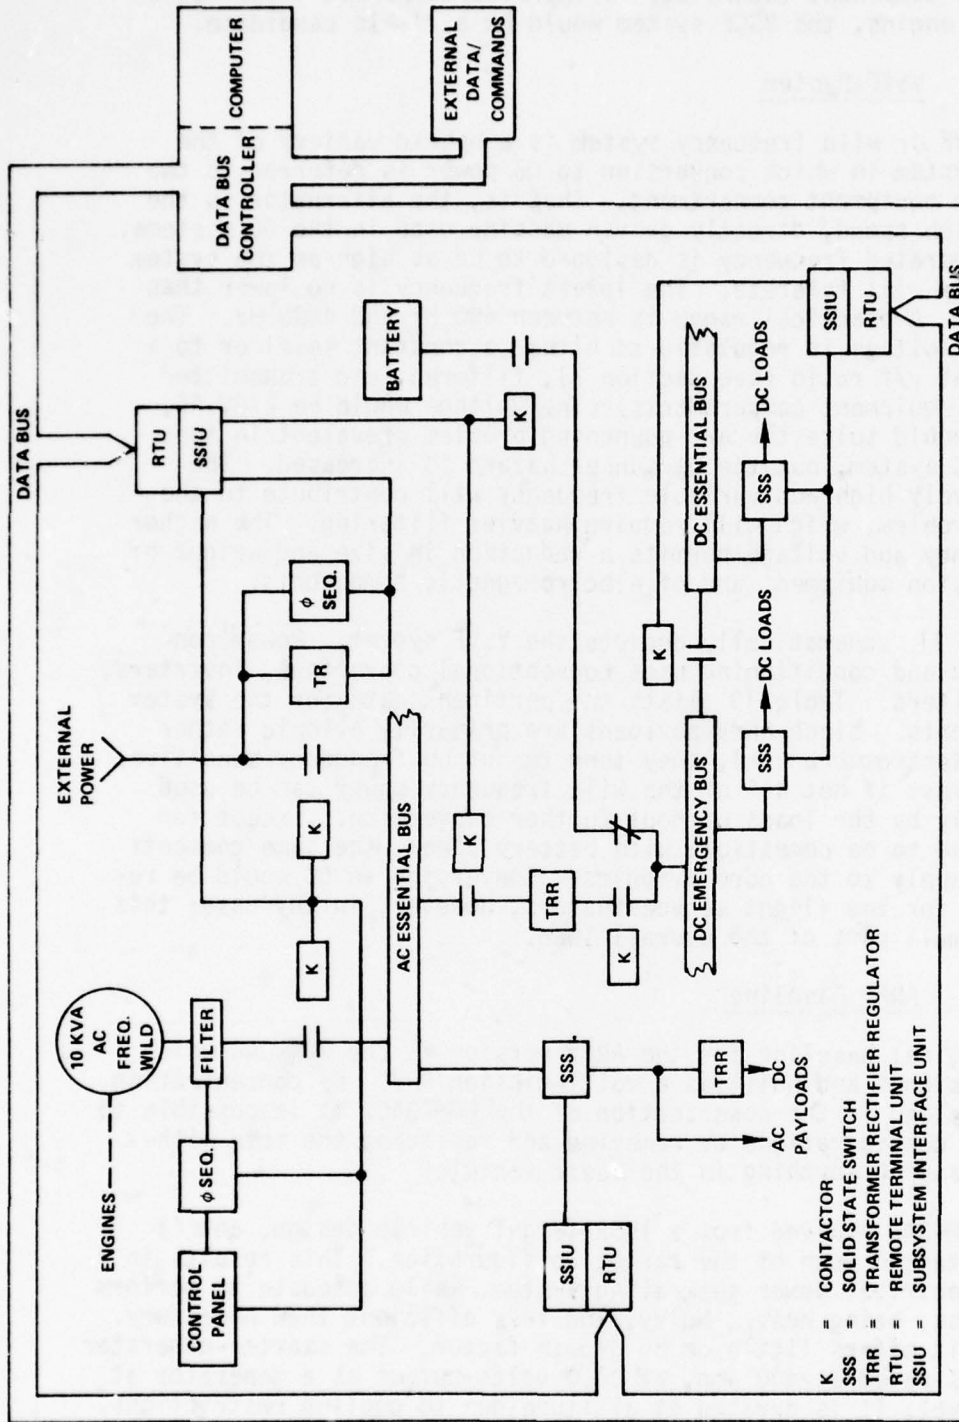 DATA BUS
ENGINES
10 KVA
AC
FREQ.
WILD
EXTERNAL
POWER
DATA BUS
CONTROLLER
COMPUTER
CONTROL
PANEL
φ SEQ.
FILTER
RTU
SSIU
K
K
TR
φ
SEQ.
BATTERY
EXTERNAL
DATA/
COMMANDS
AC ESSENTIAL BUS
K
K
SSIU
RTU
SSS
TRR
K
K
TRR
AC
DC
PAYLOADS
DC EMERGENCY BUS
DC ESSENTIAL BUS
SSS
DC LOADS
SSS
DC LOADS
SSIU
RTU
DATA BUS
K = CONTACTOR
SSS = SOLID STATE SWITCH
TRR = TRANSFORMER RECTIFIER REGULATOR
RTU = REMOTE TERMINAL UNIT
SSIU = SUBSYSTEM INTERFACE UNIT